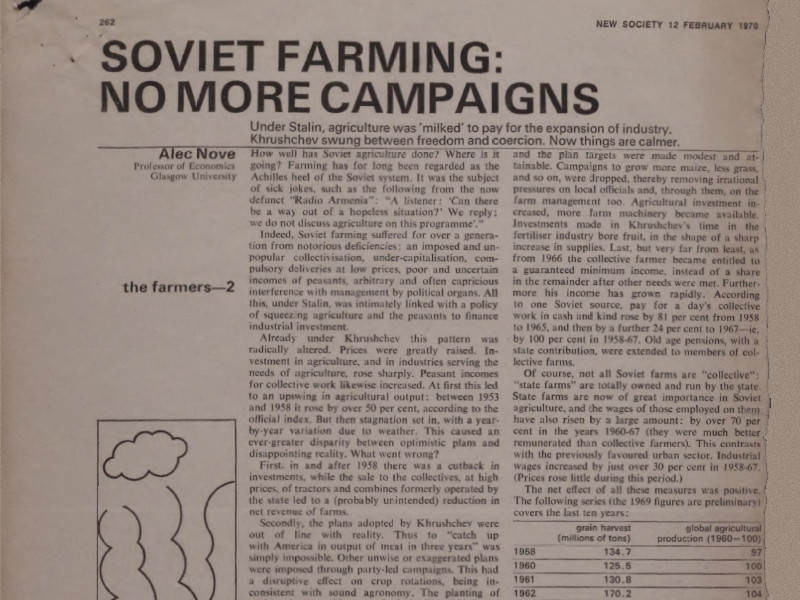 262
NEW SOCIETY 12 FEBRUARY 1970
SOVIET FARMING:
NO MORE CAMPAIGNS
Under Stalin, agriculture was 'milked' to pay for the expansion of industry.
Khrushchev swung between freedom and coercion. Now things are calmer.
Alec Nove
Professor of Economics
Glasgow University
the farmers—2
How well has Soviet agriculture done? Where is it
going? Farming has for long been regarded as the
Achilles heel of the Soviet system. It was the subject
of sick jokes, such as the following from the now
defunct "Radio Armenia": "A listener: 'Can there
be a way out of a hopeless situation?' We reply:
we do not discuss agriculture on this programme'."
Indeed, Soviet farming suffered for over a genera-
tion from notorious deficiencies: an imposed and un-
popular collectivisation, under-capitalisation, com-
pulsory deliveries at low prices, poor and uncertain
incomes of peasants, arbitrary and often capricious
interference with management by political organs. All
this, under Stalin, was intimately linked with a policy
of squeezing agriculture and the peasants to finance
industrial investment.
Already under Khrushchev this pattern was
radically altered. Prices were greatly raised. In-
vestment in agriculture, and in industries serving the
needs of agriculture, rose sharply. Peasant incomes
for collective work likewise increased. At first this led
to an upswing in agricultural output: between 1953
and 1958 it rose by over 50 per cent, according to the
official index. But then stagnation set in, with a year-
by-year variation due to weather. This caused an
ever-greater disparity between optimistic plans and
disappointing reality. What went wrong?
First, in and after 1958 there was a cutback in
investments, while the sale to the collectives, at high
prices, of tractors and combines formerly operated by
the state led to a (probably unintended) reduction in
net revenue of farms.
Secondly, the plans adopted by Khrushchev were
out of line with reality. Thus to "catch up
with America in output of meat in three years" was
simply impossible. Other unwise or exaggerated plans
were imposed through party-led campaigns. This had
a disruptive effect on crop rotations, being in-
consistent with sound agronomy. The planting of
and the plan targets were made modest and at-
tainable. Campaigns to grow more maize, less grass,
and so on, were dropped, thereby removing irrational
pressures on local officials and, through them, on the
farm management too. Agricultural investment in-
creased, more farm machinery became available.
Investments made in Khrushchev's time in the
fertiliser industry bore fruit, in the shape of a sharp
increase in supplies. Last, but very far from least, as
from 1966 the collective farmer became entitled to
a guaranteed minimum income, instead of a share
in the remainder after other needs were met. Further-
more his income has grown rapidly. According
to one Soviet source, pay for a day's collective
work in cash and kind rose by 81 per cent from 1958
to 1965, and then by a further 24 per cent to 1967—ie,
by 100 per cent in 1958-67. Old age pensions, with a
state contribution, were extended to members of col-
lective farms.
Of course, not all Soviet farms are "collective":
"state farms" are totally owned and run by the state.
State farms are now of great importance in Soviet
agriculture, and the wages of those employed on them
have also risen by a large amount: by over 70 per
cent in the years 1960-67 (they were much better
remunerated than collective farmers). This contrasts
with the previously favoured urban sector. Industrial
wages increased by just over 30 per cent in 1958-67.
(Prices rose little during this period.)
The net effect of all these measures was positive.
The following series (the 1969 figures are preliminary)
covers the last ten years:
grain harvest global agricultural
(millions of tons) production (1960—100)
1958 134.7 97
1960 125.5 100
1961 130.8 103
1962 170.2 104